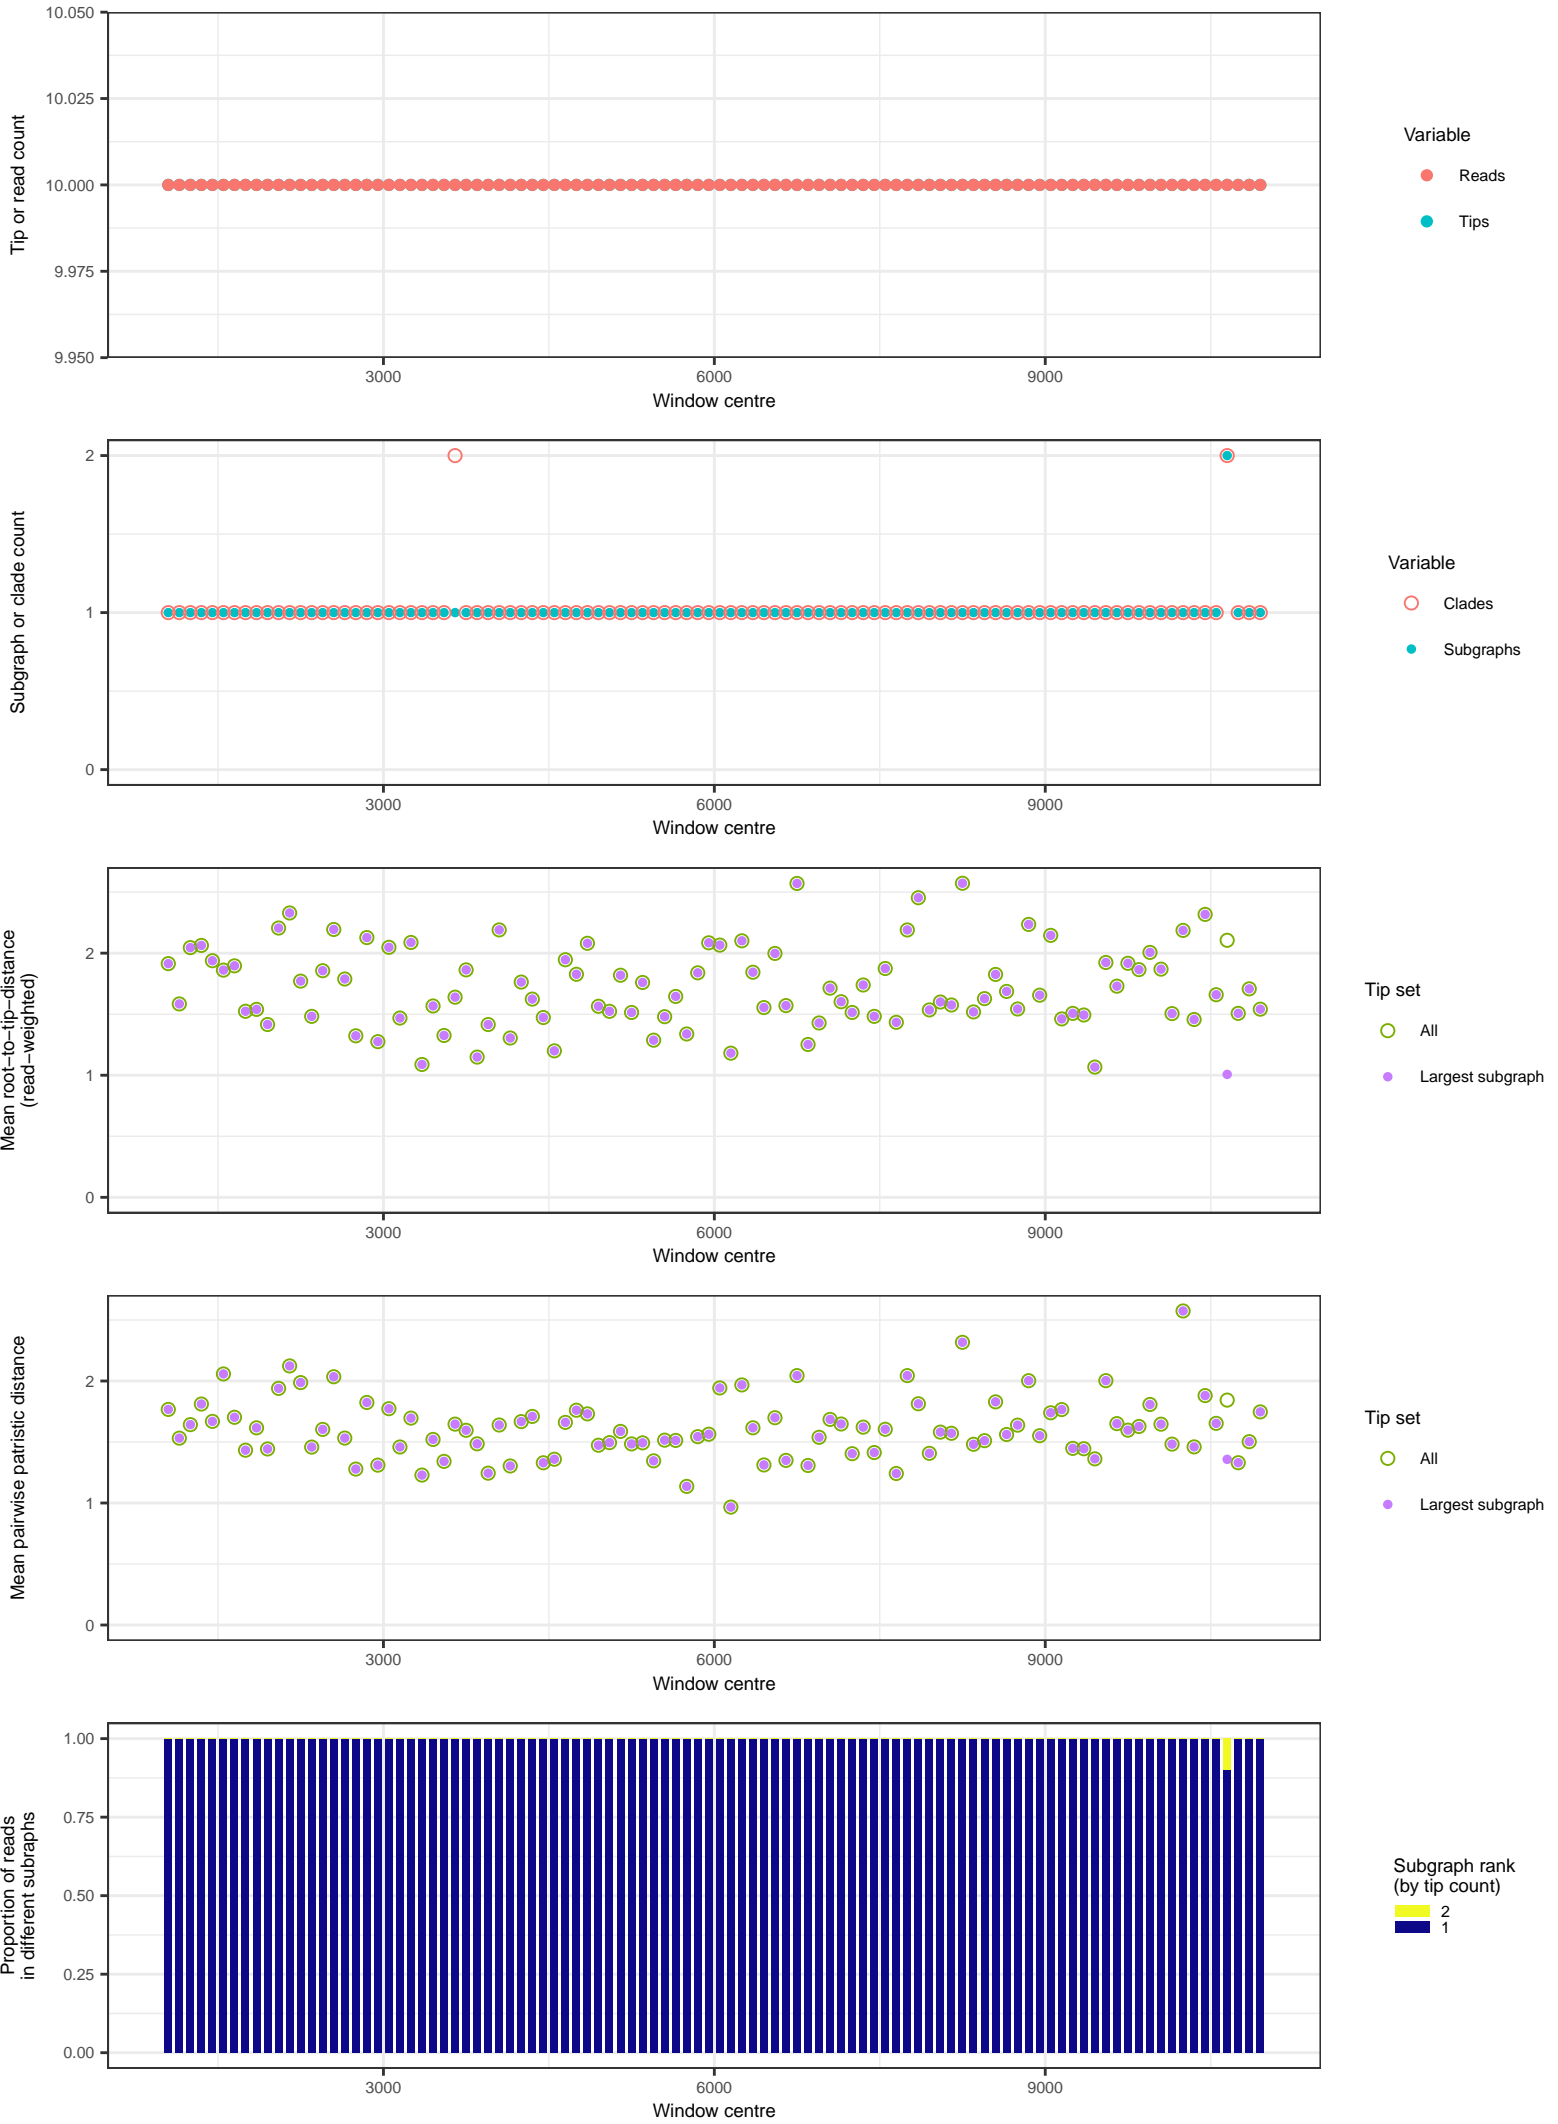 10.050
10.025
10.000
9.975
9.950
Tip or read count
3000
6000
9000
Window centre
Variable
Reads
Tips
2
1
0
Subgraph or clade count
3000
6000
9000
Window centre
Variable
Clades
Subgraphs
2
1
0
Mean root−to−tip−distance
(read−weighted)
3000
6000
9000
Window centre
Tip set
All
Largest subgraph
2
1
0
Mean pairwise patristic distance
3000
6000
9000
Window centre
Tip set
All
Largest subgraph
1.00
0.75
0.50
0.25
0.00
Proportion of reads
in different subraphs
3000
6000
9000
Window centre
Subgraph rank
(by tip count)
2
1